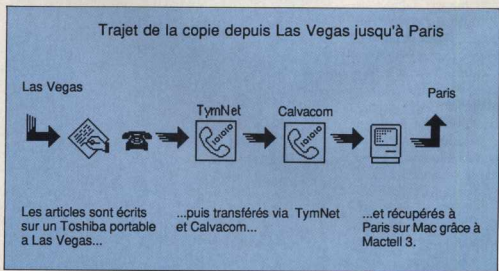 Trajet de la copie depuis Las Vegas jusqu'à Paris
Las Vegas
TymNet
Calvacom
Paris
Les articles sont écrits
sur un Toshiba portable
a Las Vegas...
...puis transférés via TymNet
et Calvacom...
...et récupérés à
Paris sur Mac grâce à
Mactell 3.